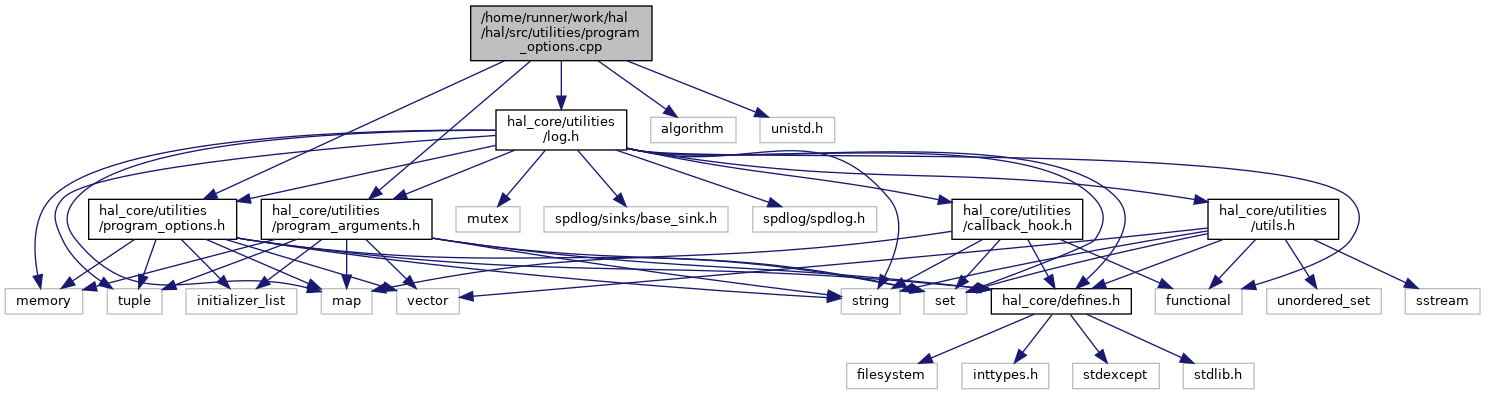 /home/runner/work/hal
/hal/src/utilities/program
_options.cpp
hal_core/utilities
/log.h
algorithm
unistd.h
hal_core/utilities
/program_options.h
hal_core/utilities
/program_arguments.h
mutex
spdlog/sinks/base_sink.h
spdlog/spdlog.h
hal_core/utilities
/callback_hook.h
hal_core/utilities
/utils.h
memory
tuple
initializer_list
map
vector
string
set
hal_core/defines.h
functional
unordered_set
sstream
filesystem
inttypes.h
stdexcept
stdlib.h